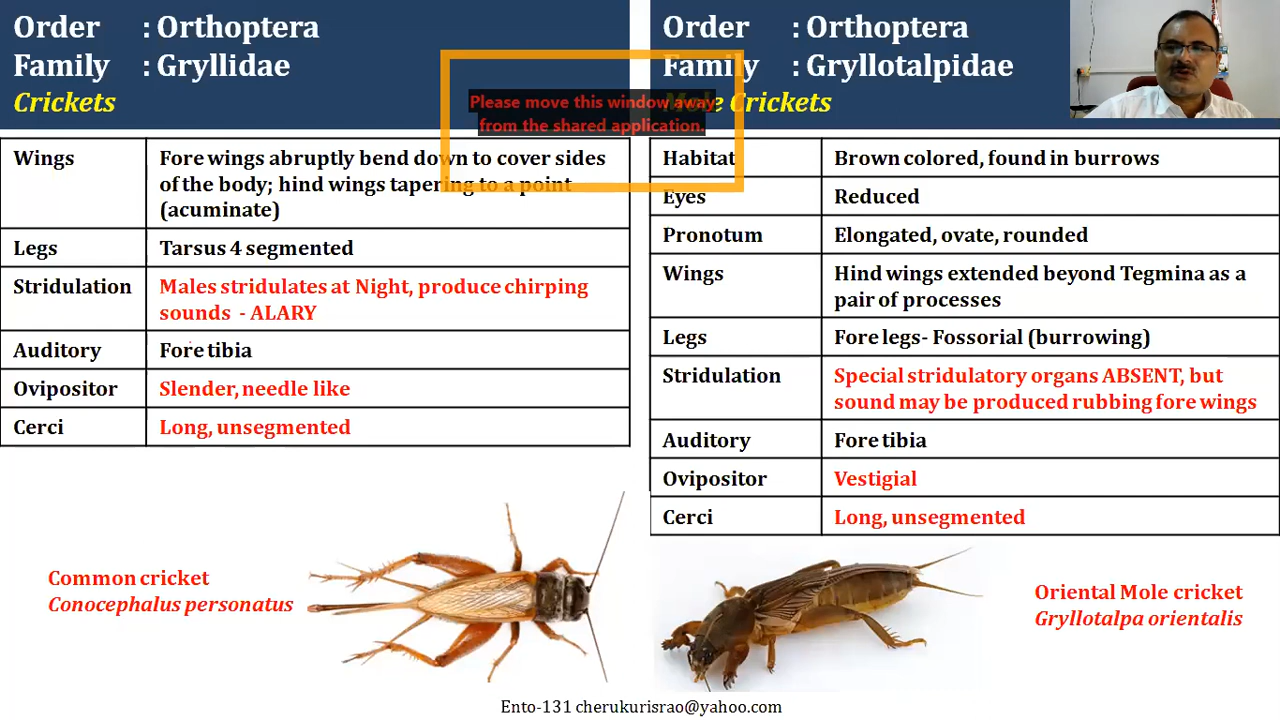 Order : Orthoptera
Family : Gryllidae
Crickets
Wings Fore wings abruptly bend down to cover sides
of the body; hind wings tapering to a point
(acuminate)
Legs Tarsus 4 segmented
Stridulation Males stridulates at Night, produce chirping
sounds - ALARY
Auditory Fore tibia
Ovipositor Slender, needle like
Cerci Long, unsegmented
Common cricket
Conocephalus personatus
Order : Orthoptera
Family : Gryllotalpidae
Mole Crickets
Please move this window away
from the shared application.
Habitat Brown colored, found in burrows
Eyes Reduced
Pronotum Elongated, ovate, rounded
Wings Hind wings extended beyond Tegmina as a
pair of processes
Legs Fore legs- Fossorial (burrowing)
Stridulation Special stridulatory organs ABSENT, but
sound may be produced rubbing fore wings
Auditory Fore tibia
Ovipositor Vestigial
Cerci Long, unsegmented
Oriental Mole cricket
Gryllotalpa orientalis
Ento-131 cherukurisrao@yahoo.com